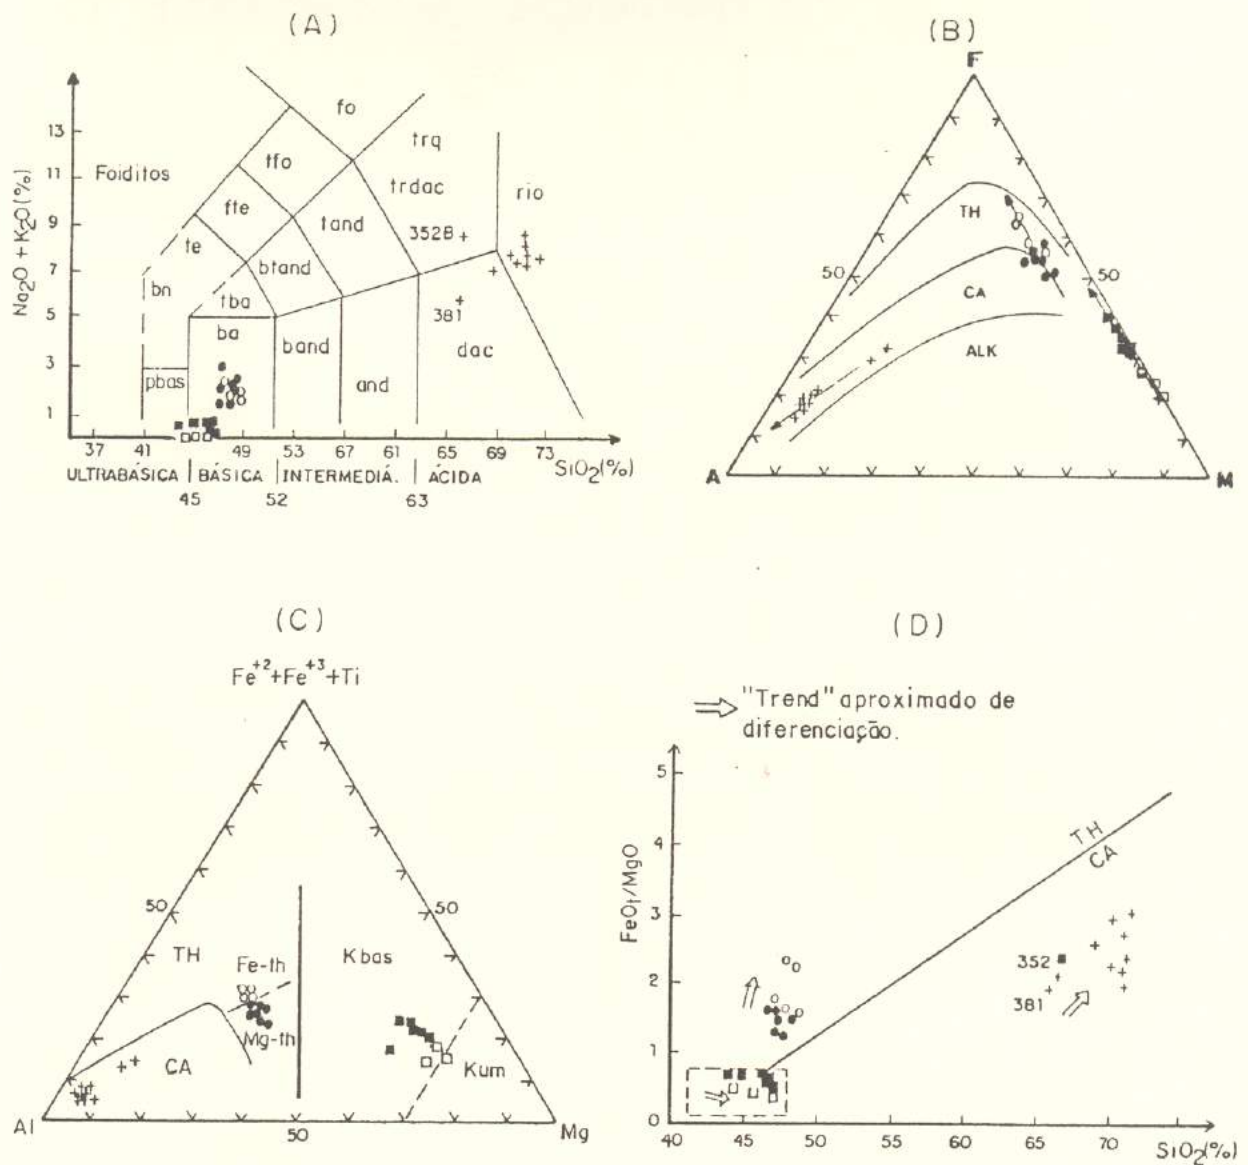 (A)
Na2O + K2O (%)
13
11
9
7
5
3
1
Foiditos
fo
tfo
fte
te
bn
trq
trdac
rio
tand
3528
btand
tba
381
ba
band
dac
pbas
and
37 41 49 53 67 61 65 69 73
SiO2(%)
ULTRABÁSICA BÁSICA INTERMEDIÁ. ÁCIDA
45 52 63
(B)
F
TH
50 50
CA
ALK
A M
(C)
Fe+2+Fe+3+Ti
50 50
TH
Fe-th
Kbas
Mg-th
CA
Kum
Al 50 Mg
(D)
"Trend" aproximado de
diferenciação.
FeOt/MgO
5
4
3
2
1
0
TH
CA
352
381
40 45 50 55 60 65 70
SiO2(%)